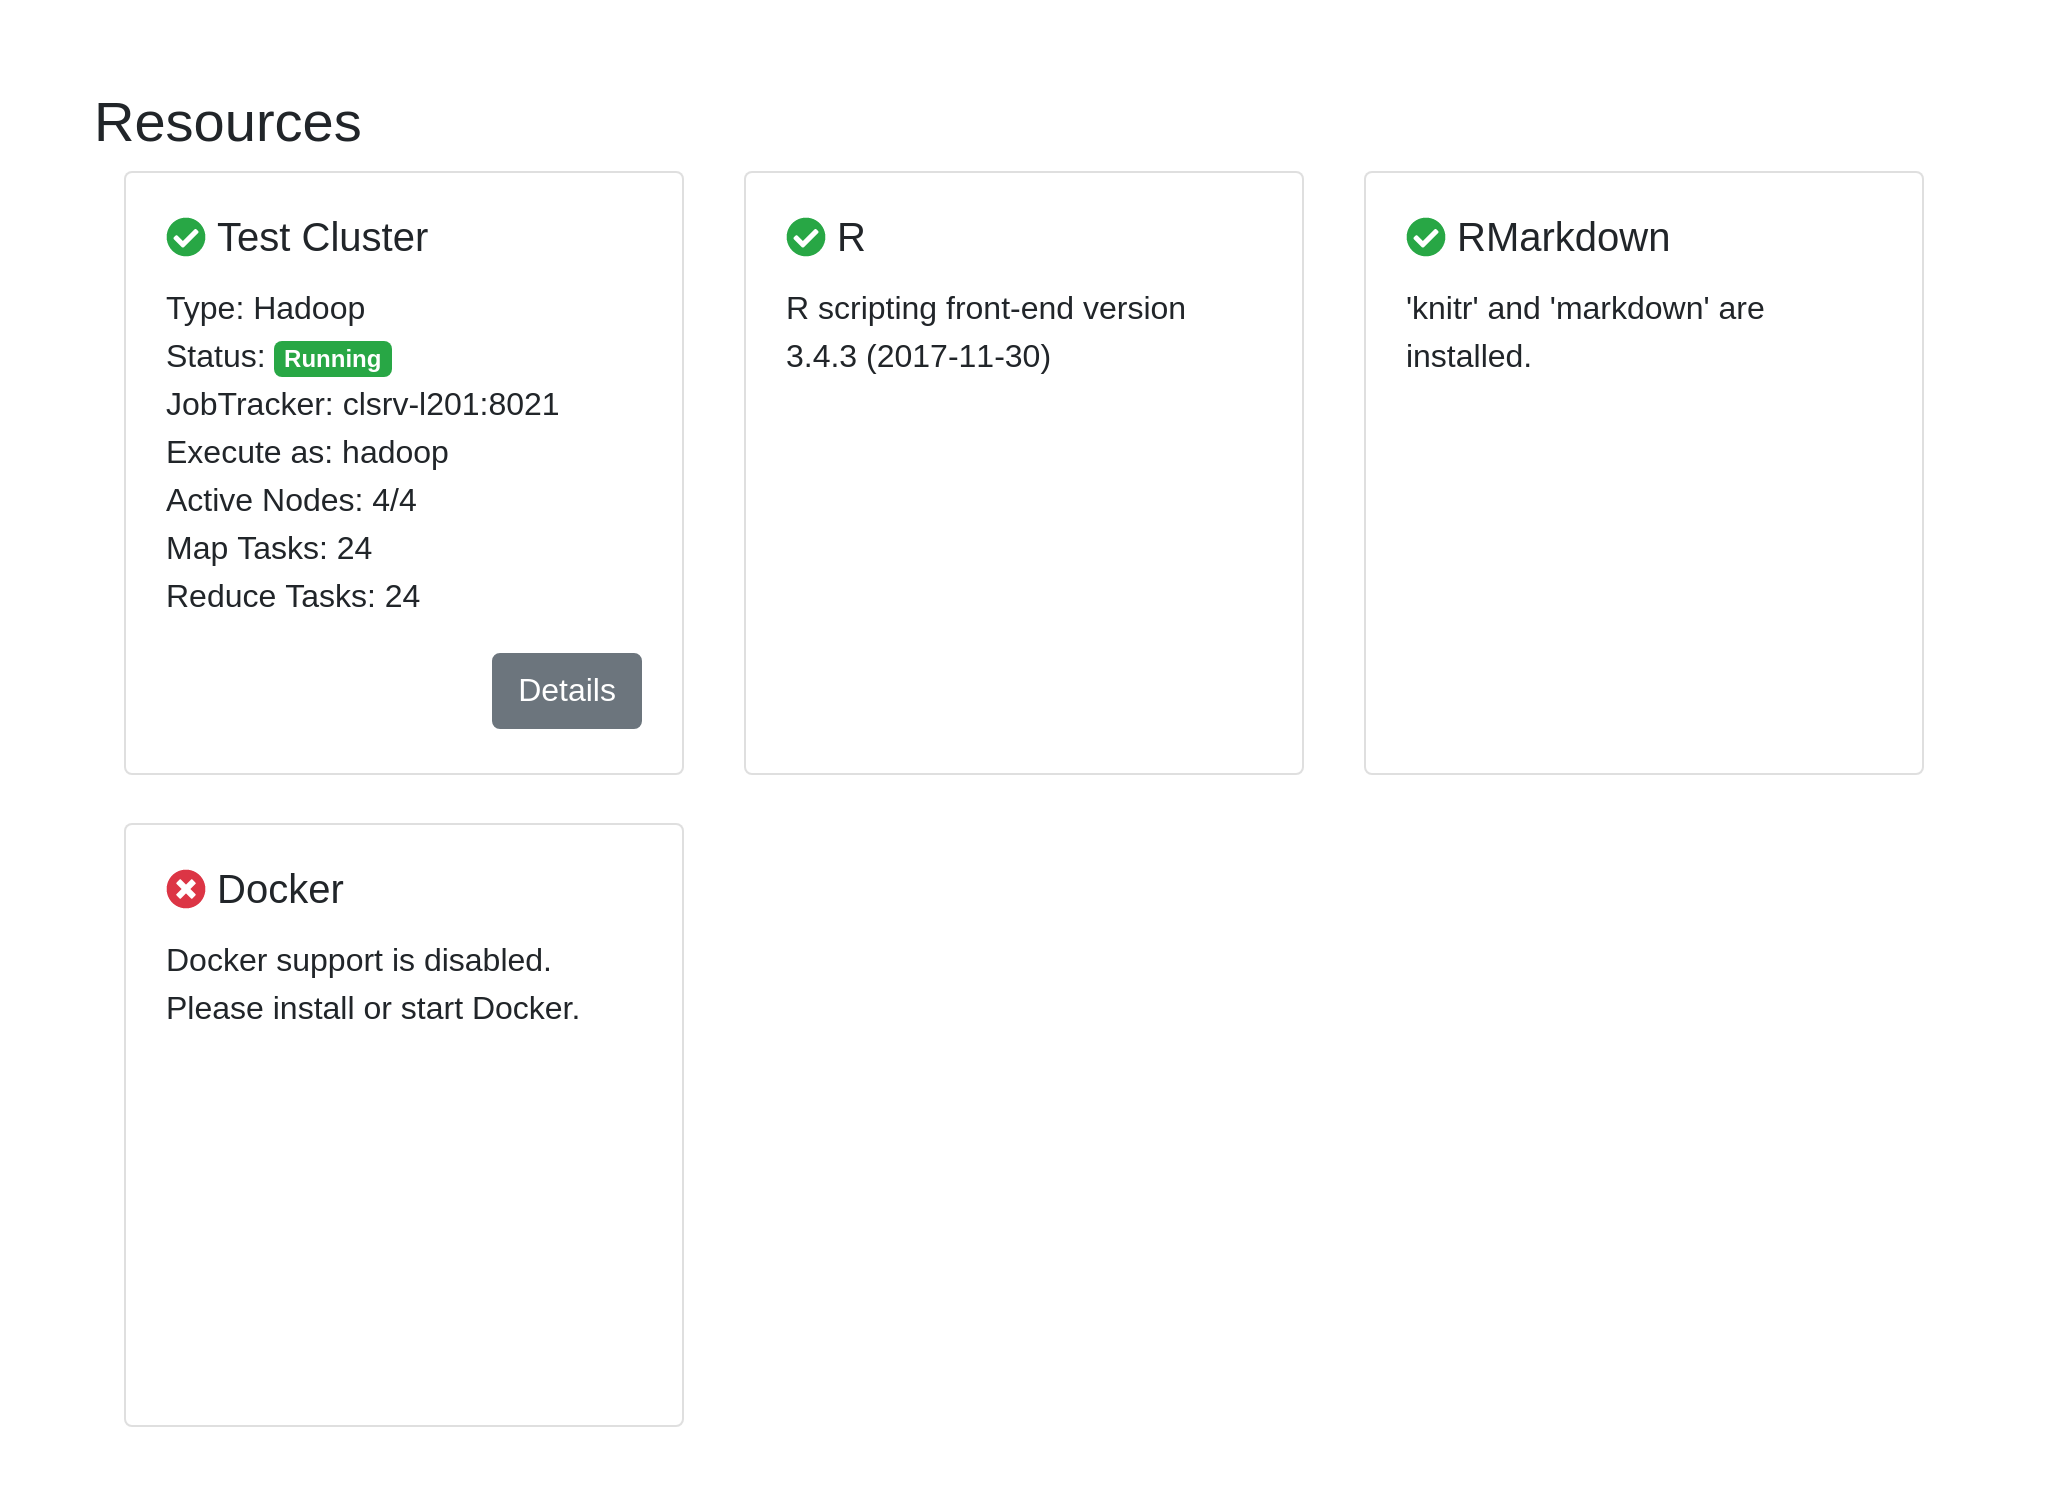 Resources
Test Cluster
Type: Hadoop
Status: Running
JobTracker: clsrv-l201:8021
Execute as: hadoop
Active Nodes: 4/4
Map Tasks: 24
Reduce Tasks: 24
Details
R
R scripting front-end version
3.4.3 (2017-11-30)
RMarkdown
'knitr' and 'markdown' are
installed.
Docker
Docker support is disabled.
Please install or start Docker.